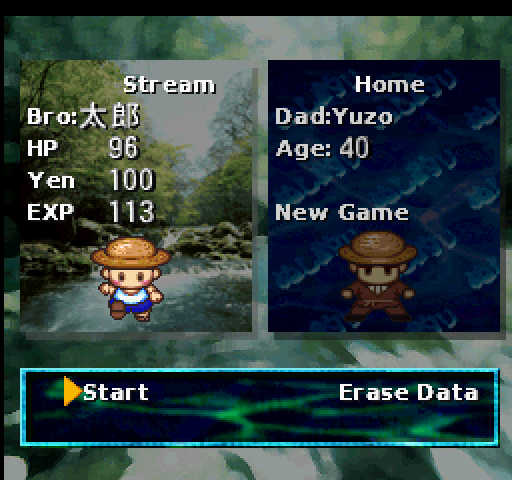 Stream
Bro:太郎
HP 96
Yen 100
EXP 113
Home
Dad:Yuzo
Age: 40
New Game
Start
Erase Data